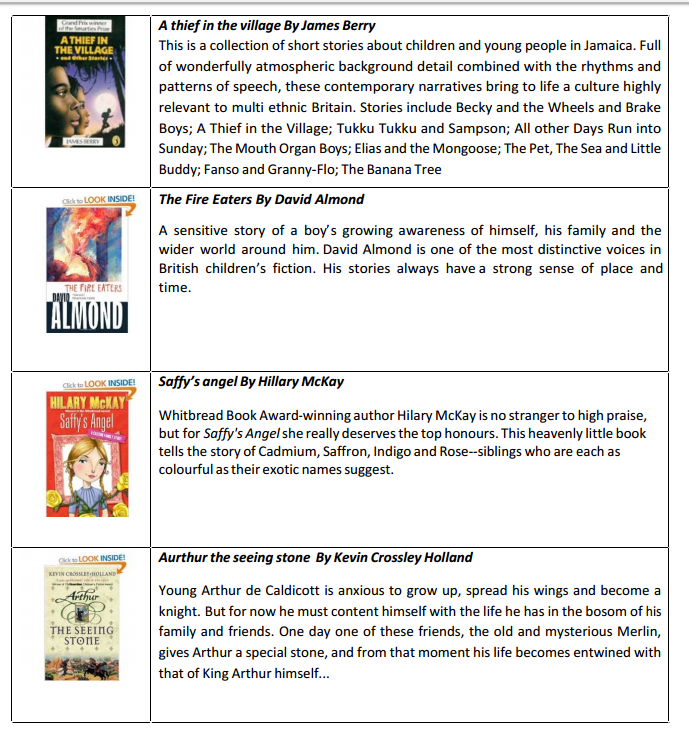 Grand Prix winner
of the Smarties Prize
A THIEF IN
THE VILLAGE
and Other Stories
JAMES BERRY
A thief in the village By James Berry
This is a collection of short stories about children and young people in Jamaica. Full
of wonderfully atmospheric background detail combined with the rhythms and
patterns of speech, these contemporary narratives bring to life a culture highly
relevant to multi ethnic Britain. Stories include Becky and the Wheels and Brake
Boys; A Thief in the Village; Tukku Tukku and Sampson; All other Days Run into
Sunday; The Mouth Organ Boys; Elias and the Mongoose; The Pet, The Sea and Little
Buddy; Fanso and Granny-Flo; The Banana Tree
Click to LOOK INSIDE!
THE FIRE EATERS
DAVID
ALMOND
The Fire Eaters By David Almond
A sensitive story of a boy’s growing awareness of himself, his family and the
wider world around him. David Almond is one of the most distinctive voices in
British children’s fiction. His stories always have a strong sense of place and
time.
Click to LOOK INSIDE!
HILARY McKAY
Saffy's Angel
Saffy’s angel By Hillary McKay
Whitbread Book Award-winning author Hilary McKay is no stranger to high praise,
but for Saffy's Angel she really deserves the top honours. This heavenly little book
tells the story of Cadmium, Saffron, Indigo and Rose--siblings who are each as
colourful as their exotic names suggest.
Click to LOOK INSIDE!
KEVIN CROSSLEY-HOLLAND
Arthur
THE SEEING
STONE
Aurthur the seeing stone By Kevin Crossley Holland
Young Arthur de Caldicott is anxious to grow up, spread his wings and become a
knight. But for now he must content himself with the life he has in the bosom of his
family and friends. One day one of these friends, the old and mysterious Merlin,
gives Arthur a special stone, and from that moment his life becomes entwined with
that of King Arthur himself...